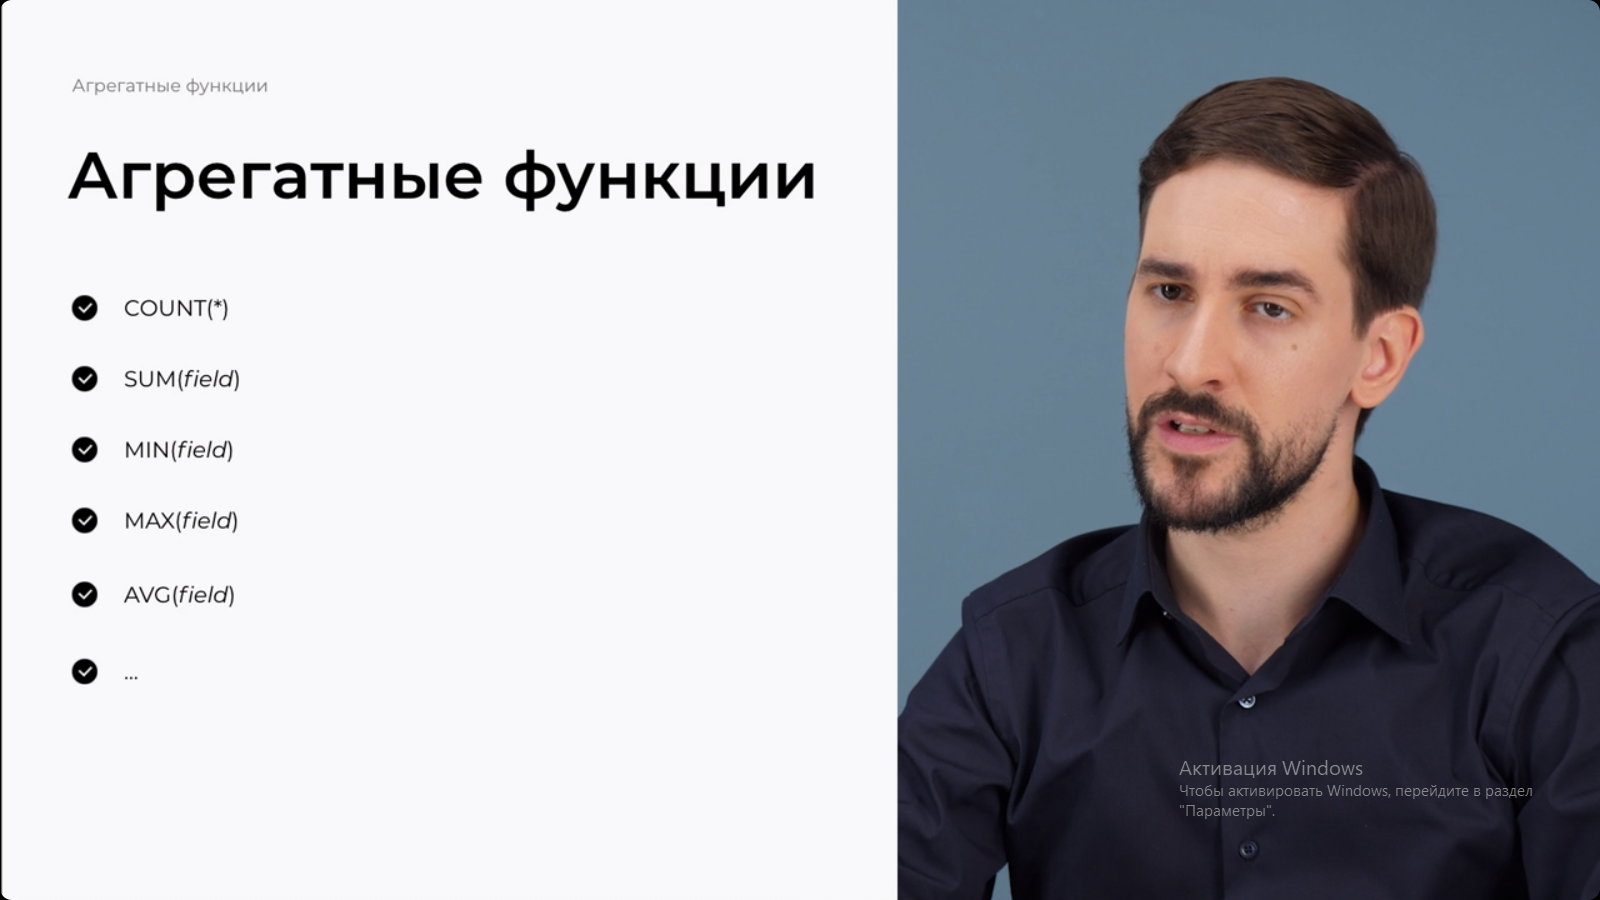 Агрегатные функции
Агрегатные функции
COUNT(*)
SUM(field)
MIN(field)
MAX(field)
AVG(field)
...
Активация Windows
Чтобы активировать Windows, перейдите в раздел
"Параметры".